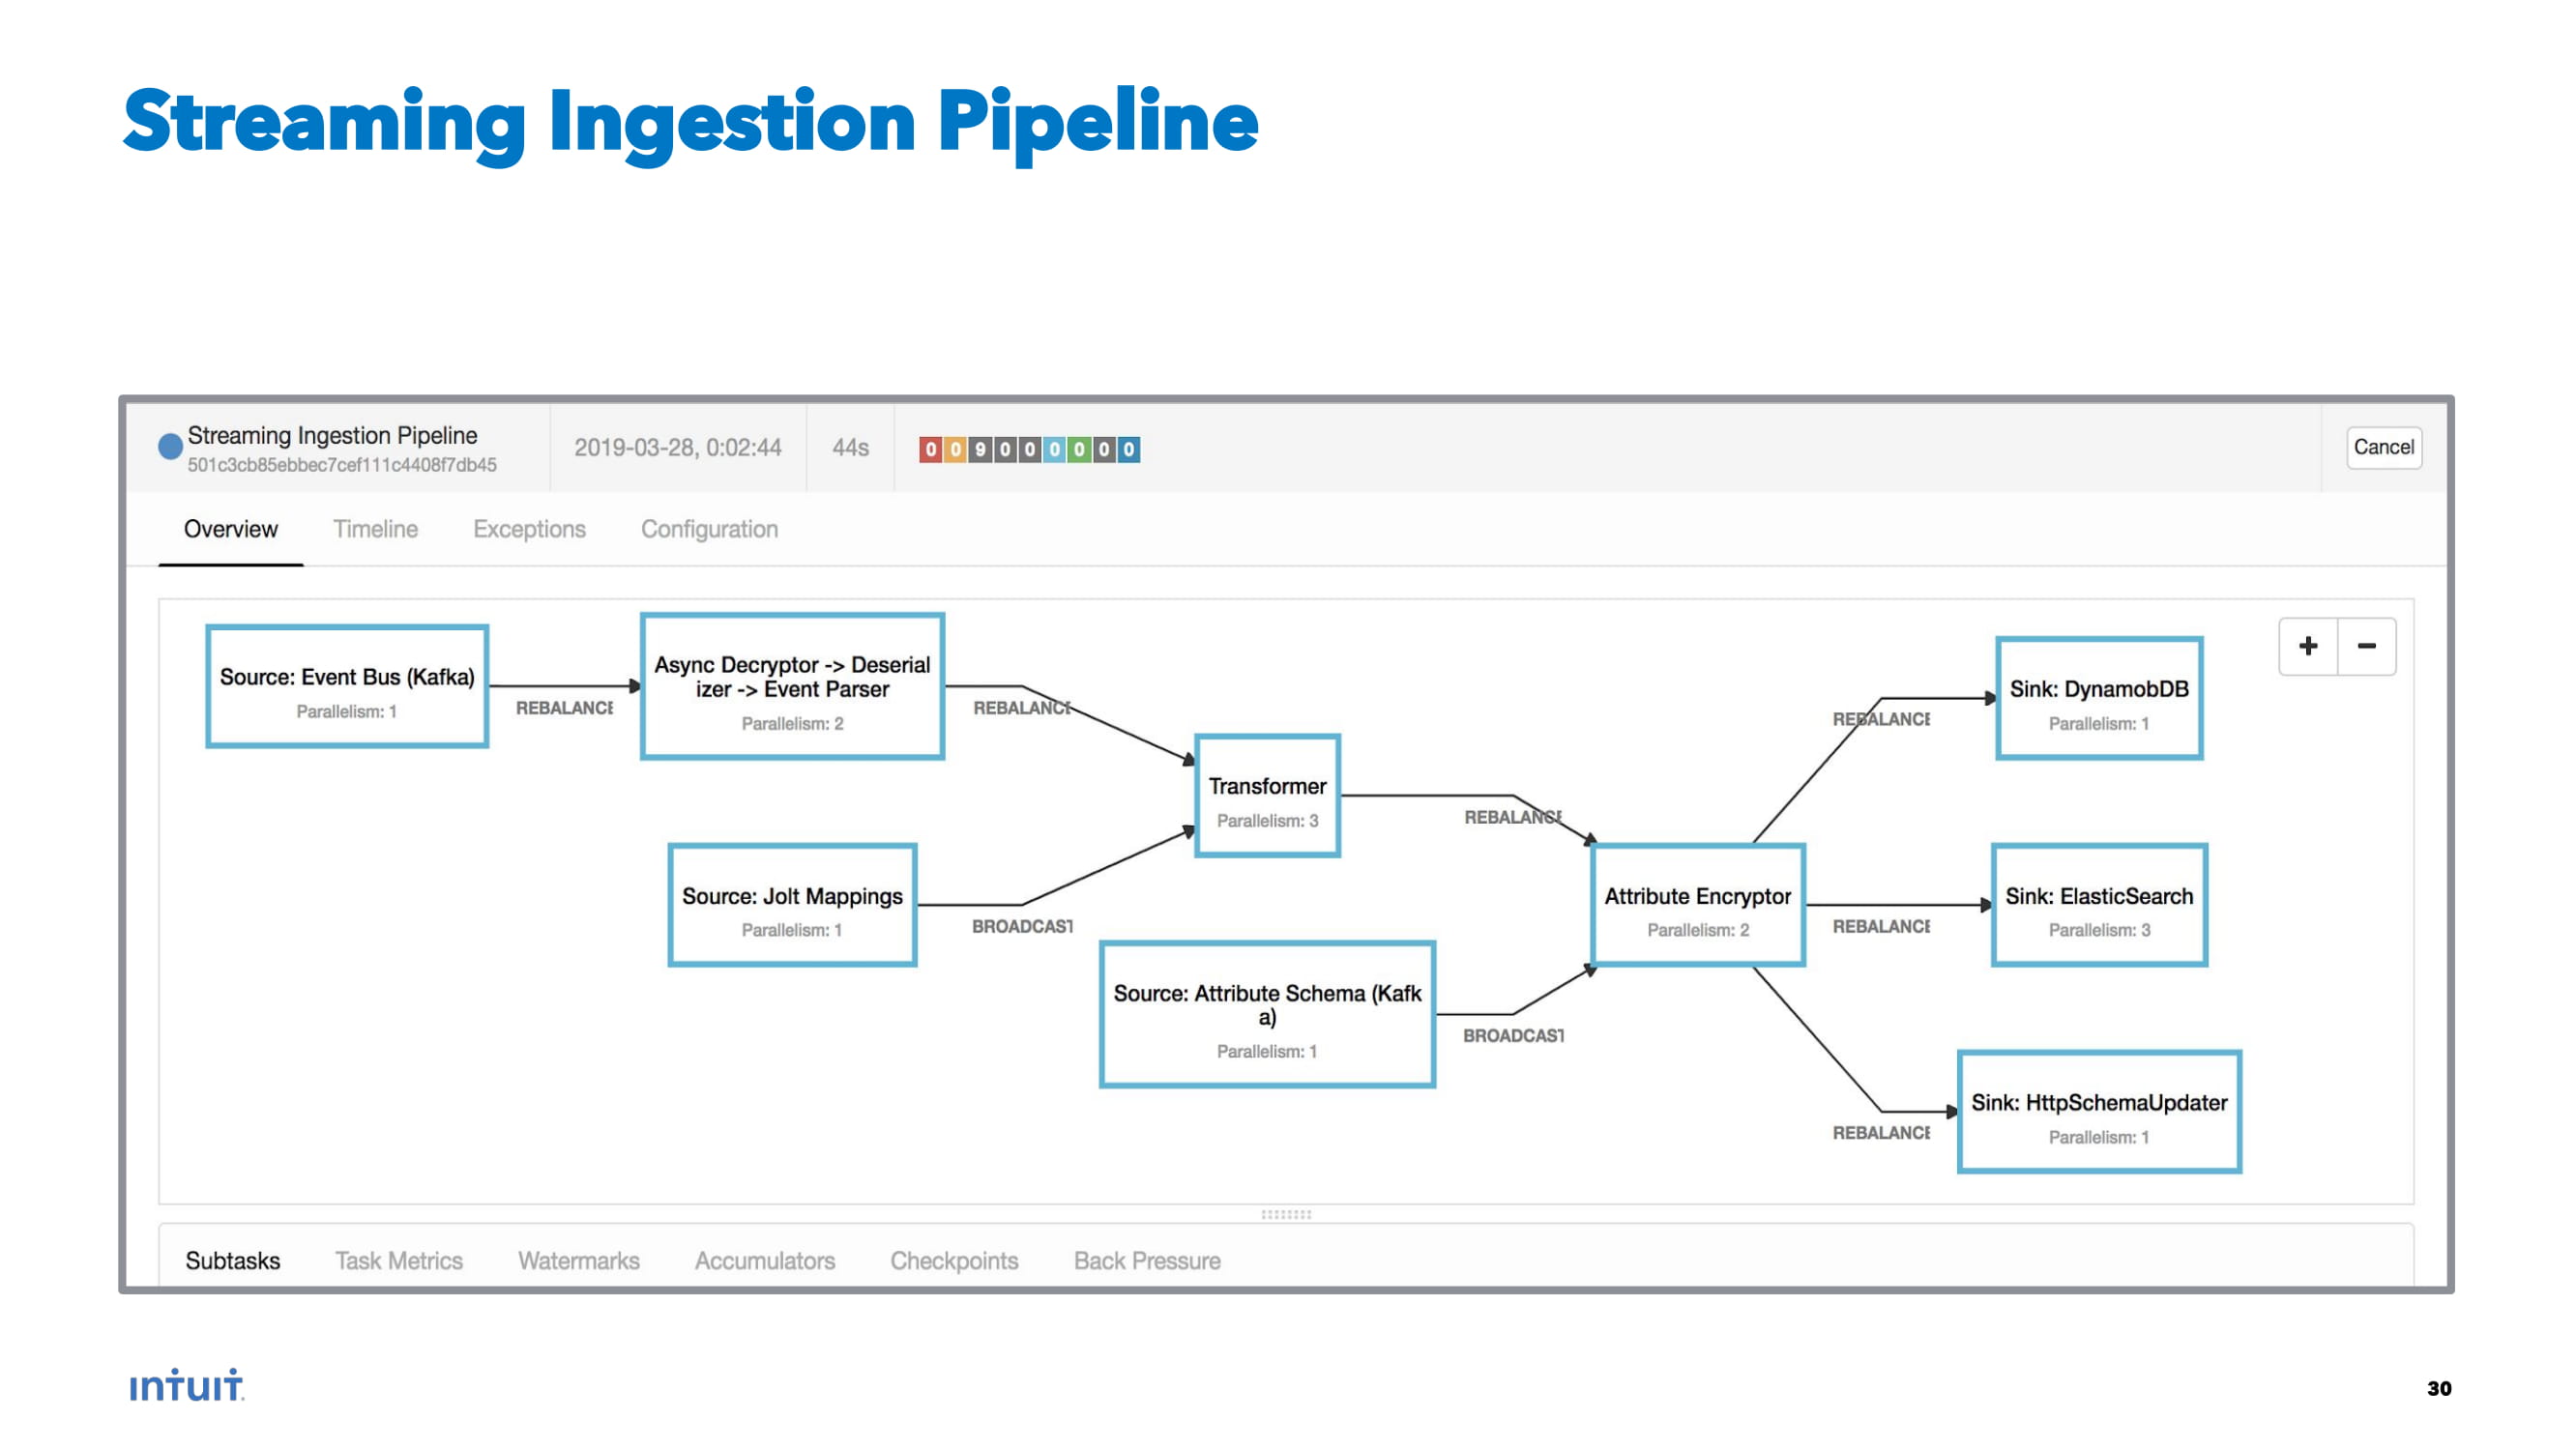 Streaming Ingestion Pipeline
Streaming Ingestion Pipeline
501c3cb85ebbec7cef111c4408f7db45
2019-03-28, 0:02:44
44s
0 0 9 0 0 0 0 0 0
Cancel
Overview
Timeline
Exceptions
Configuration
+
−
Source: Event Bus (Kafka)
Parallelism: 1
REBALANCE
Async Decryptor -> Deserial
izer -> Event Parser
Parallelism: 2
REBALANCE
Source: Jolt Mappings
Parallelism: 1
BROADCAST
Transformer
Parallelism: 3
REBALANCE
Source: Attribute Schema (Kafk
a)
Parallelism: 1
BROADCAST
Attribute Encryptor
Parallelism: 2
REBALANCE
Sink: DynamobDB
Parallelism: 1
REBALANCE
Sink: ElasticSearch
Parallelism: 3
REBALANCE
Sink: HttpSchemaUpdater
Parallelism: 1
Subtasks
Task Metrics
Watermarks
Accumulators
Checkpoints
Back Pressure
intuit.
30